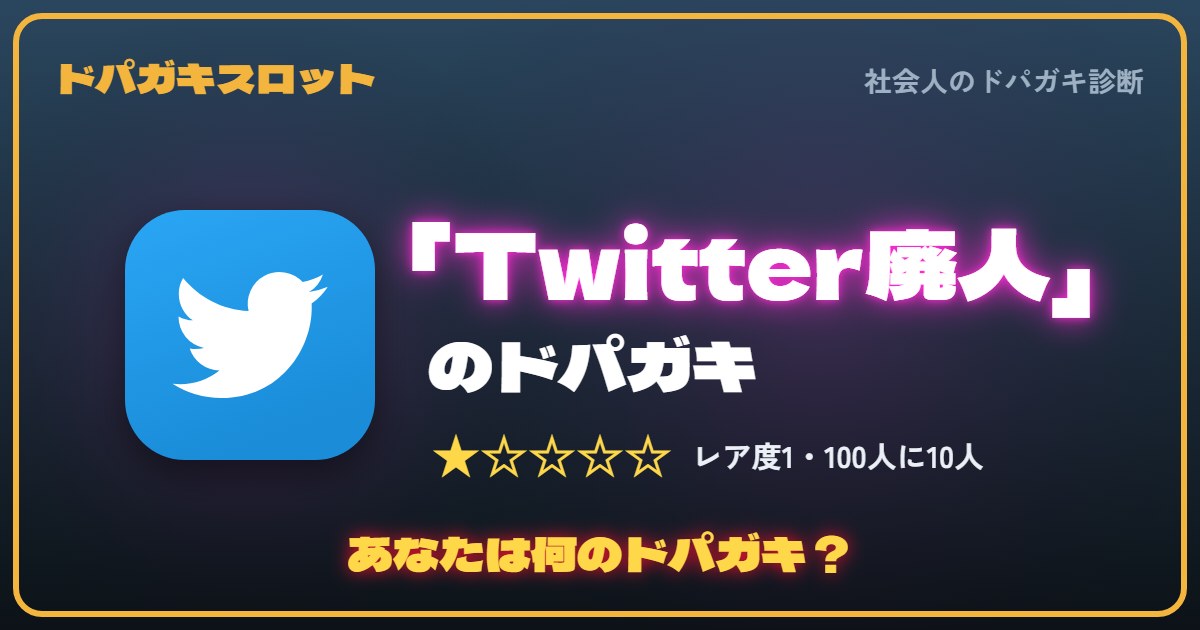 ドパガキスロット
社会人のドパガキ診断
「Twitter廃人」
のドパガキ
★☆☆☆☆ レア度1・100人に10人
あなたは何のドパガキ？